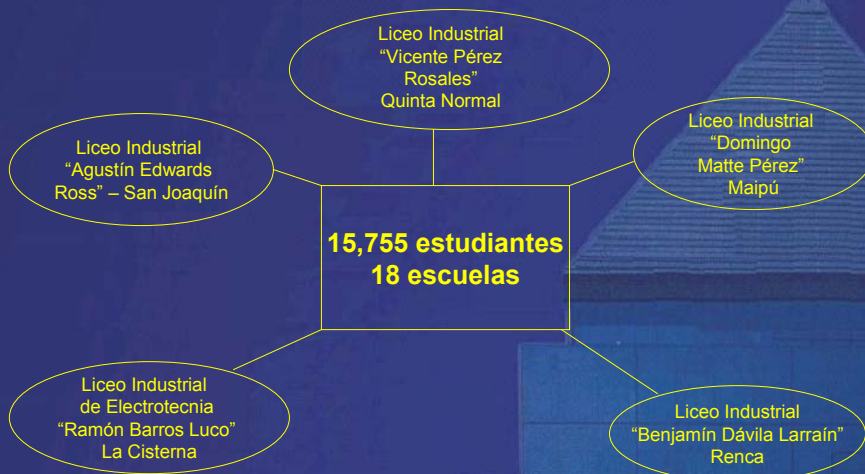 Liceo Industrial
“Vicente Pérez
Rosales”
Quinta Normal
Liceo Industrial
“Agustín Edwards
Ross” – San Joaquín
Liceo Industrial
“Domingo
Matte Pérez”
Maipú
15,755 estudiantes
18 escuelas
Liceo Industrial
de Electrotecnia
“Ramón Barros Luco”
La Cisterna
Liceo Industrial
“Benjamín Dávila Larraín”
Renca